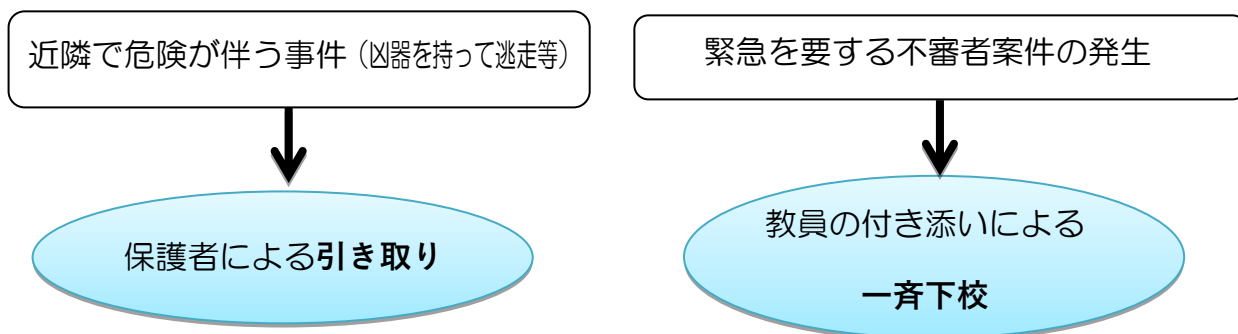 近隣で危険が伴う事件（凶器を持って逃走等）
緊急を要する不審者案件の発生
保護者による引き取り
教員の付き添いによる
一斉下校